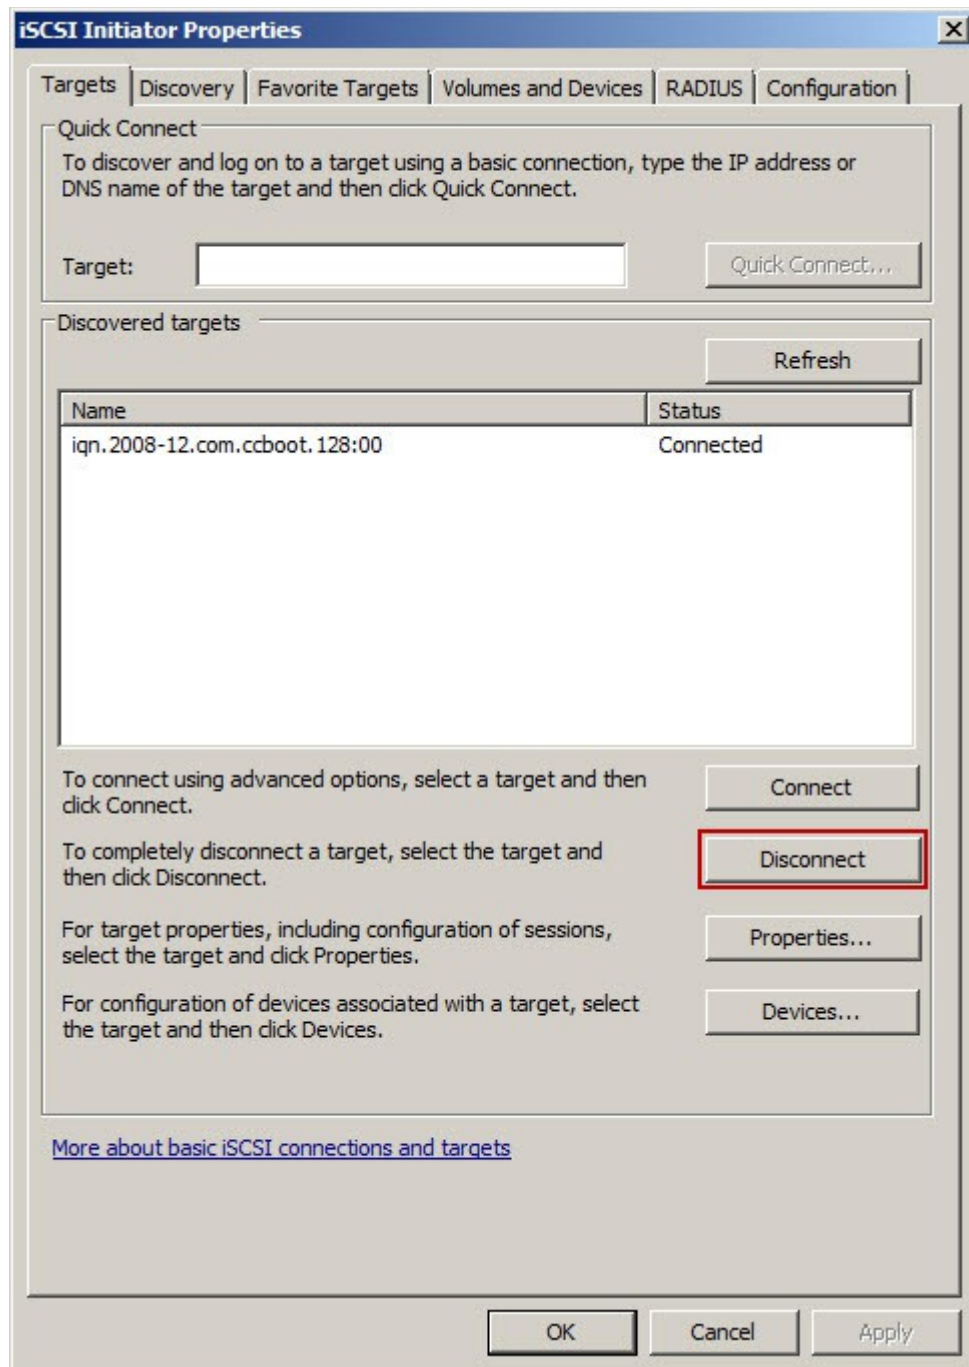 iSCSI Initiator Properties
Targets Discovery Favorite Targets Volumes and Devices RADIUS Configuration
Quick Connect
To discover and log on to a target using a basic connection, type the IP address or
DNS name of the target and then click Quick Connect.
Target:
Quick Connect...
Discovered targets
Refresh
Name Status
iqn.2008-12.com.ccboot.128:00 Connected
To connect using advanced options, select a target and then
click Connect.
Connect
To completely disconnect a target, select the target and
then click Disconnect.
Disconnect
For target properties, including configuration of sessions,
select the target and click Properties.
Properties...
For configuration of devices associated with a target, select
the target and then click Devices.
Devices...
More about basic iSCSI connections and targets
OK Cancel Apply